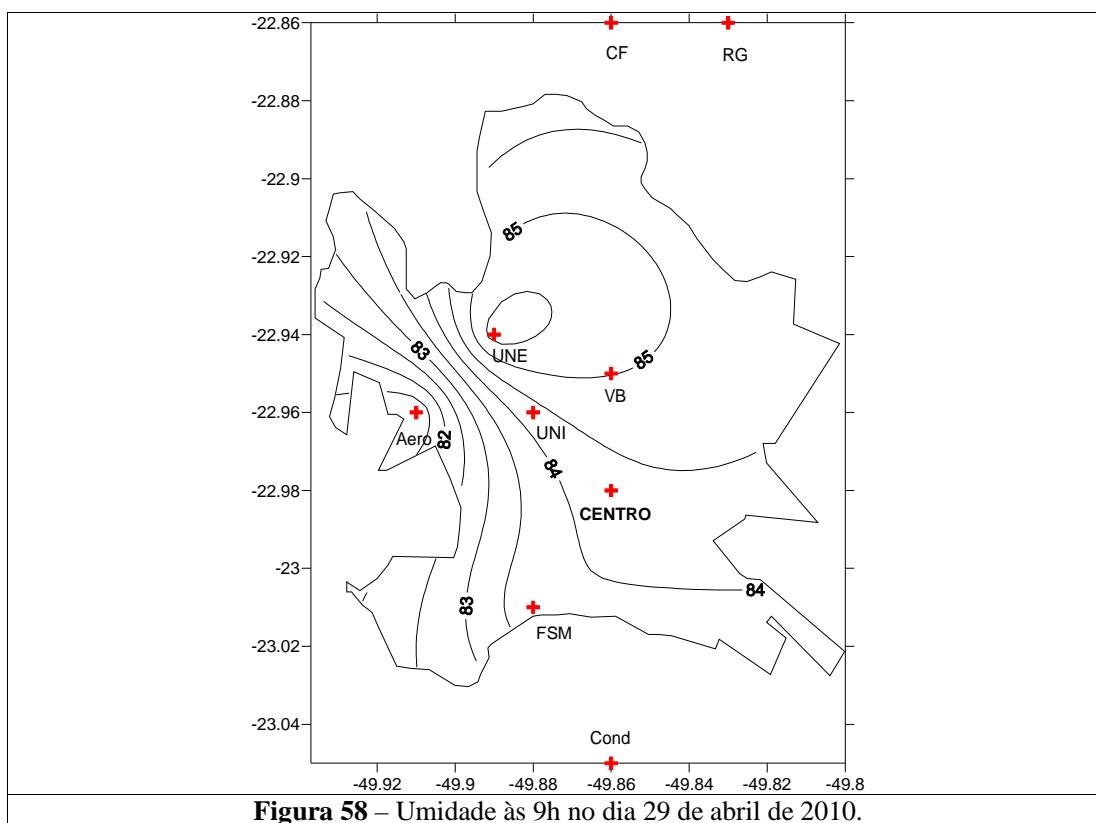 -22.86
CF
RG
-22.88
-22.9
85
-22.92
83
-22.94
UNE
85
VB
-22.96
Aero
82
UNI
84
-22.98
CENTRO
-23
84
83
FSM
-23.02
-23.04
Cond
-49.92 -49.9 -49.88 -49.86 -49.84 -49.82 -49.8
Figura 58 – Umidade às 9h no dia 29 de abril de 2010.